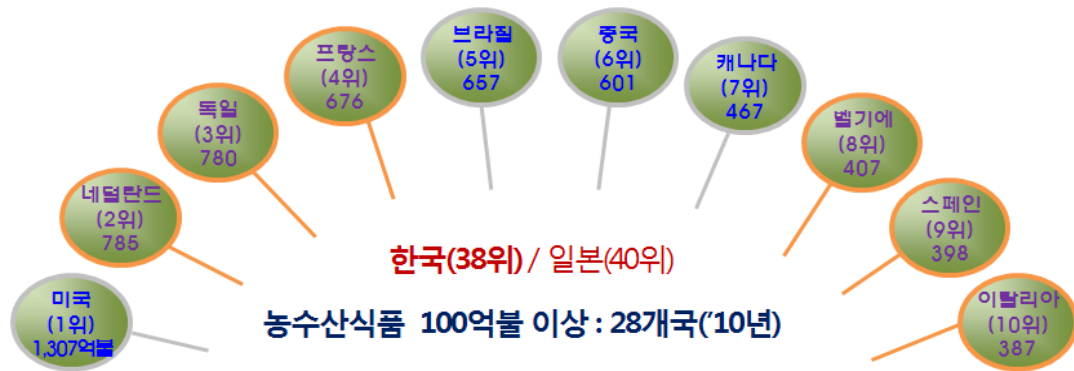 미국
(1위)
1,307억불
네덜란드
(2위)
785
독일
(3위)
780
프랑스
(4위)
676
브라질
(5위)
657
중국
(6위)
601
캐나다
(7위)
467
벨기에
(8위)
407
스페인
(9위)
398
이탈리아
(10위)
387
한국(38위) / 일본(40위)
농수산식품 100억불 이상 : 28개국('10년)